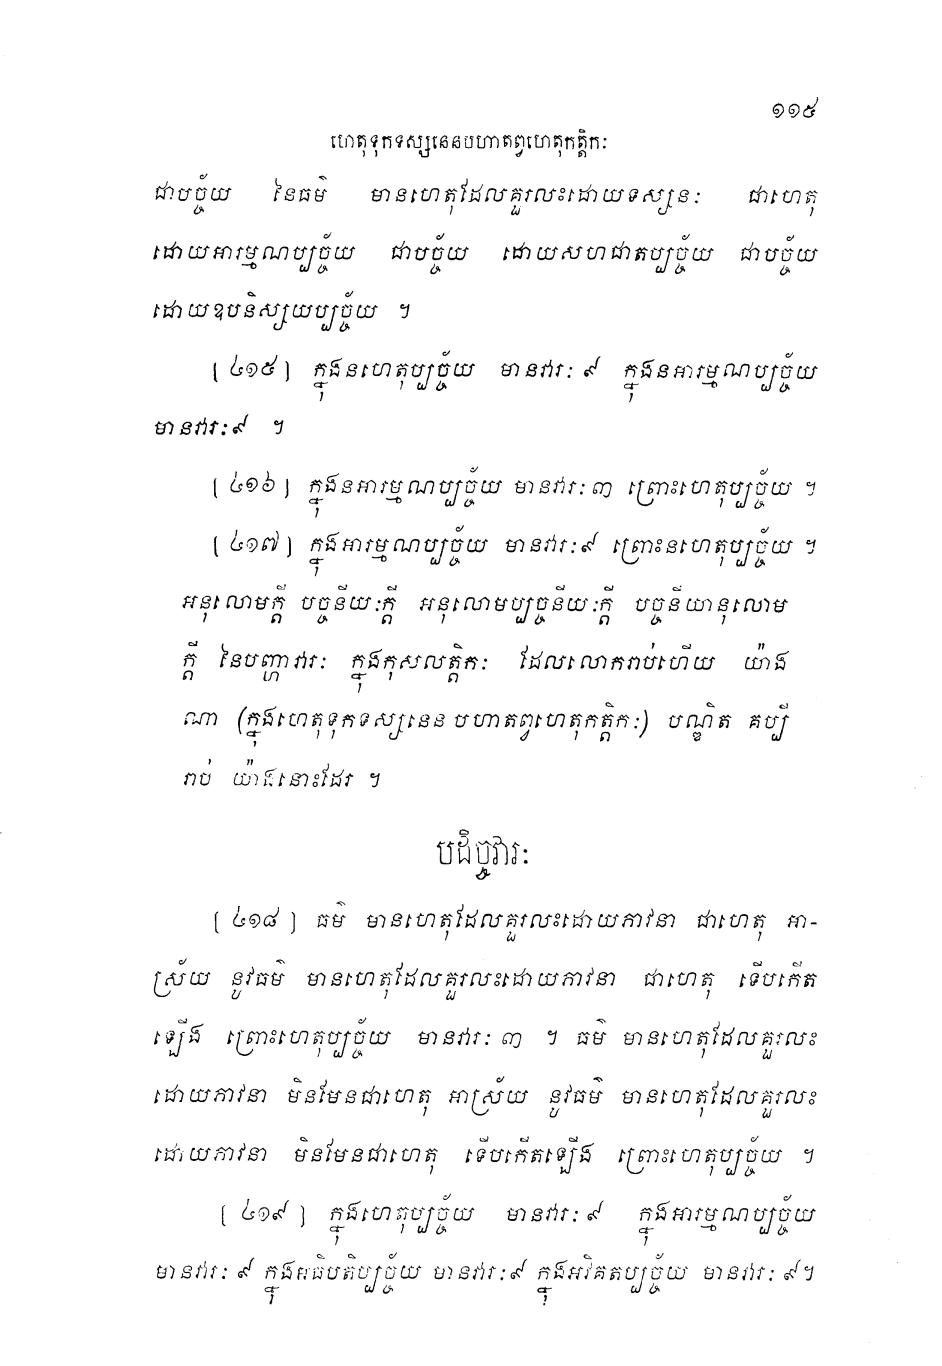 ១១៥
ហេតុទុកទស្សនេនបហាតព្វហេតុកត្តិកៈ
ជាបច្ច័យ នៃធម៌ មានហេតុដែលគួរលះដោយទស្សនៈ ជាហេតុ
ដោយអារម្មណប្បច្ច័យ ជាបច្ច័យ ដោយសហជាតប្បច្ច័យ ជាបច្ច័យ
ដោយឧបនិស្សយប្បច្ច័យ ។
[ ៤១៥ ] ក្នុងនហេតុប្បច្ច័យ មានវារៈ ៩ ក្នុងនអារម្មណប្បច្ច័យ
មានវារៈ៩ ។
[ ៤១៦ ] ក្នុងនអារម្មណប្បច្ច័យ មានវារៈ ៣ ព្រោះហេតុប្បច្ច័យ ។
[ ៤១៧ ] ក្នុងអារម្មណប្បច្ច័យ មានវារៈ៩ ព្រោះនហេតុប្បច្ច័យ ។
អនុលោមក្តី បច្ចនីយៈក្តី អនុលោមប្បច្ចនីយៈក្តី បច្ចនីយានុលោម
ក្តី នៃបញ្ហាវារៈ ក្នុងកុសលត្តិកៈ ដែលលោករាប់ហើយ យ៉ាង
ណា (ក្នុងហេតុទុកទស្សនេនបហាតព្វហេតុកត្តិកៈ) បណ្ឌិត គប្បី
រាប់ យ៉ាងនោះដែរ ។
បដិច្ចវារៈ
[ ៤១៨ ] ធម៌ មានហេតុដែលគួរលះដោយភាវនា ជាហេតុ អា-
ស្រ័យ នូវធម៌ មានហេតុដែលគួរលះដោយភាវនា ជាហេតុ ទើបកើត
ឡើង ព្រោះហេតុប្បច្ច័យ មានវារៈ ៣ ។ ធម៌ មានហេតុដែលគួរលះ
ដោយភាវនា មិនមែនជាហេតុ អាស្រ័យ នូវធម៌ មានហេតុដែលគួរលះ
ដោយភាវនា មិនមែនជាហេតុ ទើបកើតឡើង ព្រោះហេតុប្បច្ច័យ ។
[ ៤១៩ ] ក្នុងហេតុប្បច្ច័យ មានវារៈ ៩ ក្នុងអារម្មណប្បច្ច័យ
មានវារៈ ៩ ក្នុងអធិបតិប្បច្ច័យ មានវារៈ៩ ក្នុងអវិគតប្បច្ច័យ មានវារៈ ៩។